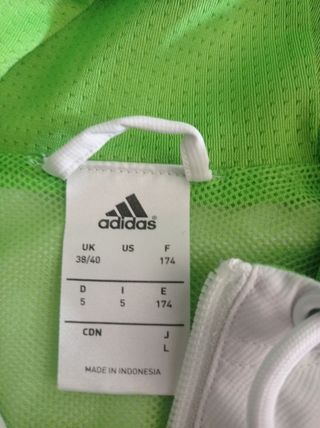 adidas
UK US F
38/40 174
D I E
5 5 174
CDN J
L
MADE IN INDONESIA